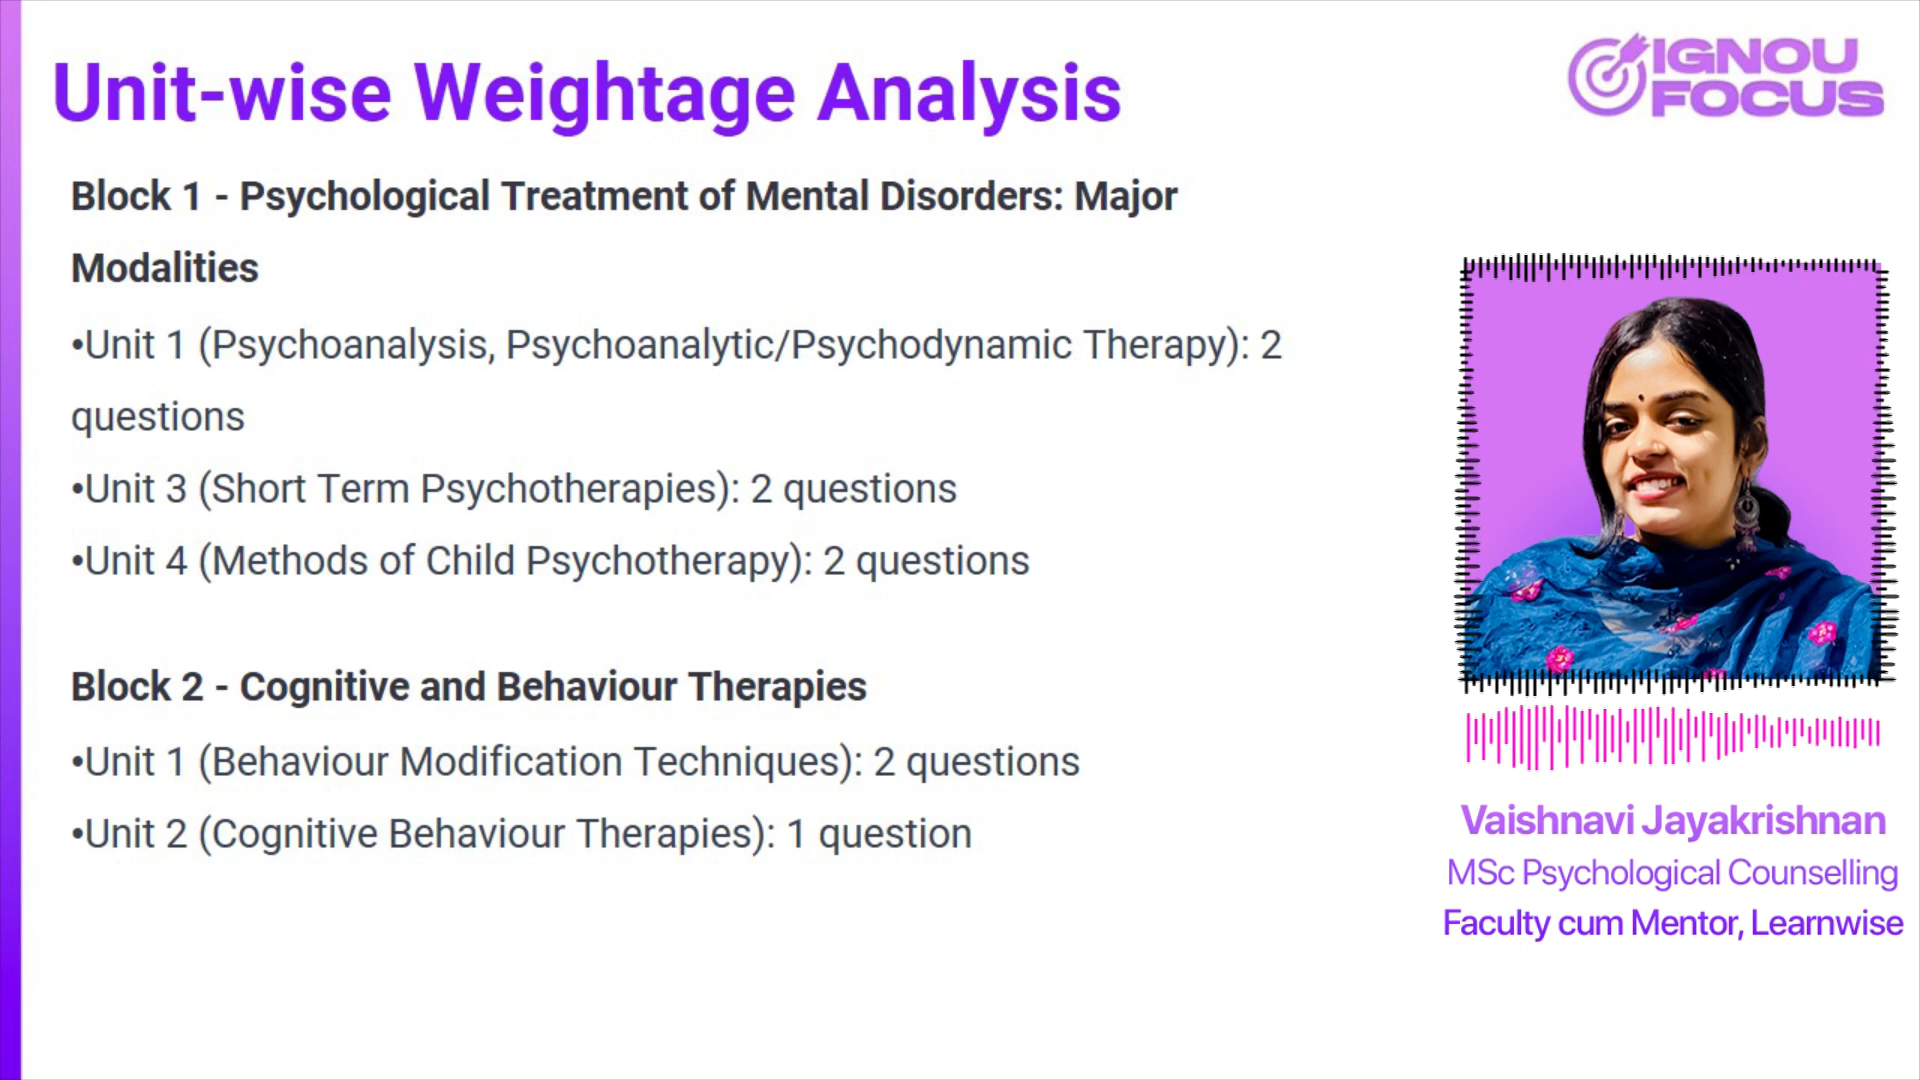 Unit-wise Weightage Analysis
IGNOU
FOCUS
Block 1 - Psychological Treatment of Mental Disorders: Major
Modalities
•Unit 1 (Psychoanalysis, Psychoanalytic/Psychodynamic Therapy): 2
questions
•Unit 3 (Short Term Psychotherapies): 2 questions
•Unit 4 (Methods of Child Psychotherapy): 2 questions
Block 2 - Cognitive and Behaviour Therapies
•Unit 1 (Behaviour Modification Techniques): 2 questions
•Unit 2 (Cognitive Behaviour Therapies): 1 question
Vaishnavi Jayakrishnan
MSc Psychological Counselling
Faculty cum Mentor, Learnwise